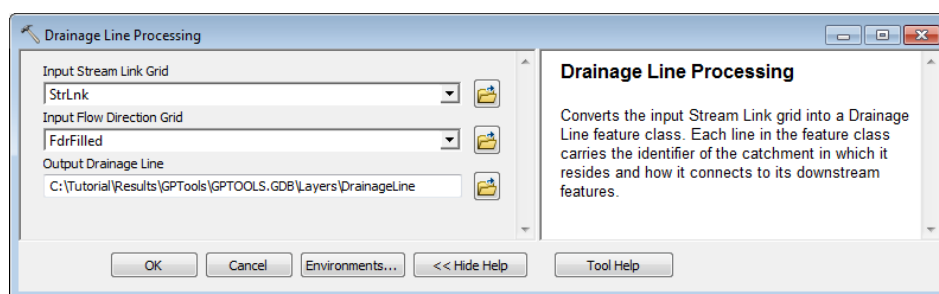 Drainage Line Processing
Input Stream Link Grid
StrLnk
Input Flow Direction Grid
FdrFilled
Output Drainage Line
C:\Tutorial\Results\GPTools\GPTOOLS.GDB\Layers\DrainageLine
Drainage Line Processing
Converts the input Stream Link grid into a Drainage
Line feature class. Each line in the feature class
carries the identifier of the catchment in which it
resides and how it connects to its downstream
features.
OK
Cancel
Environments...
<< Hide Help
Tool Help